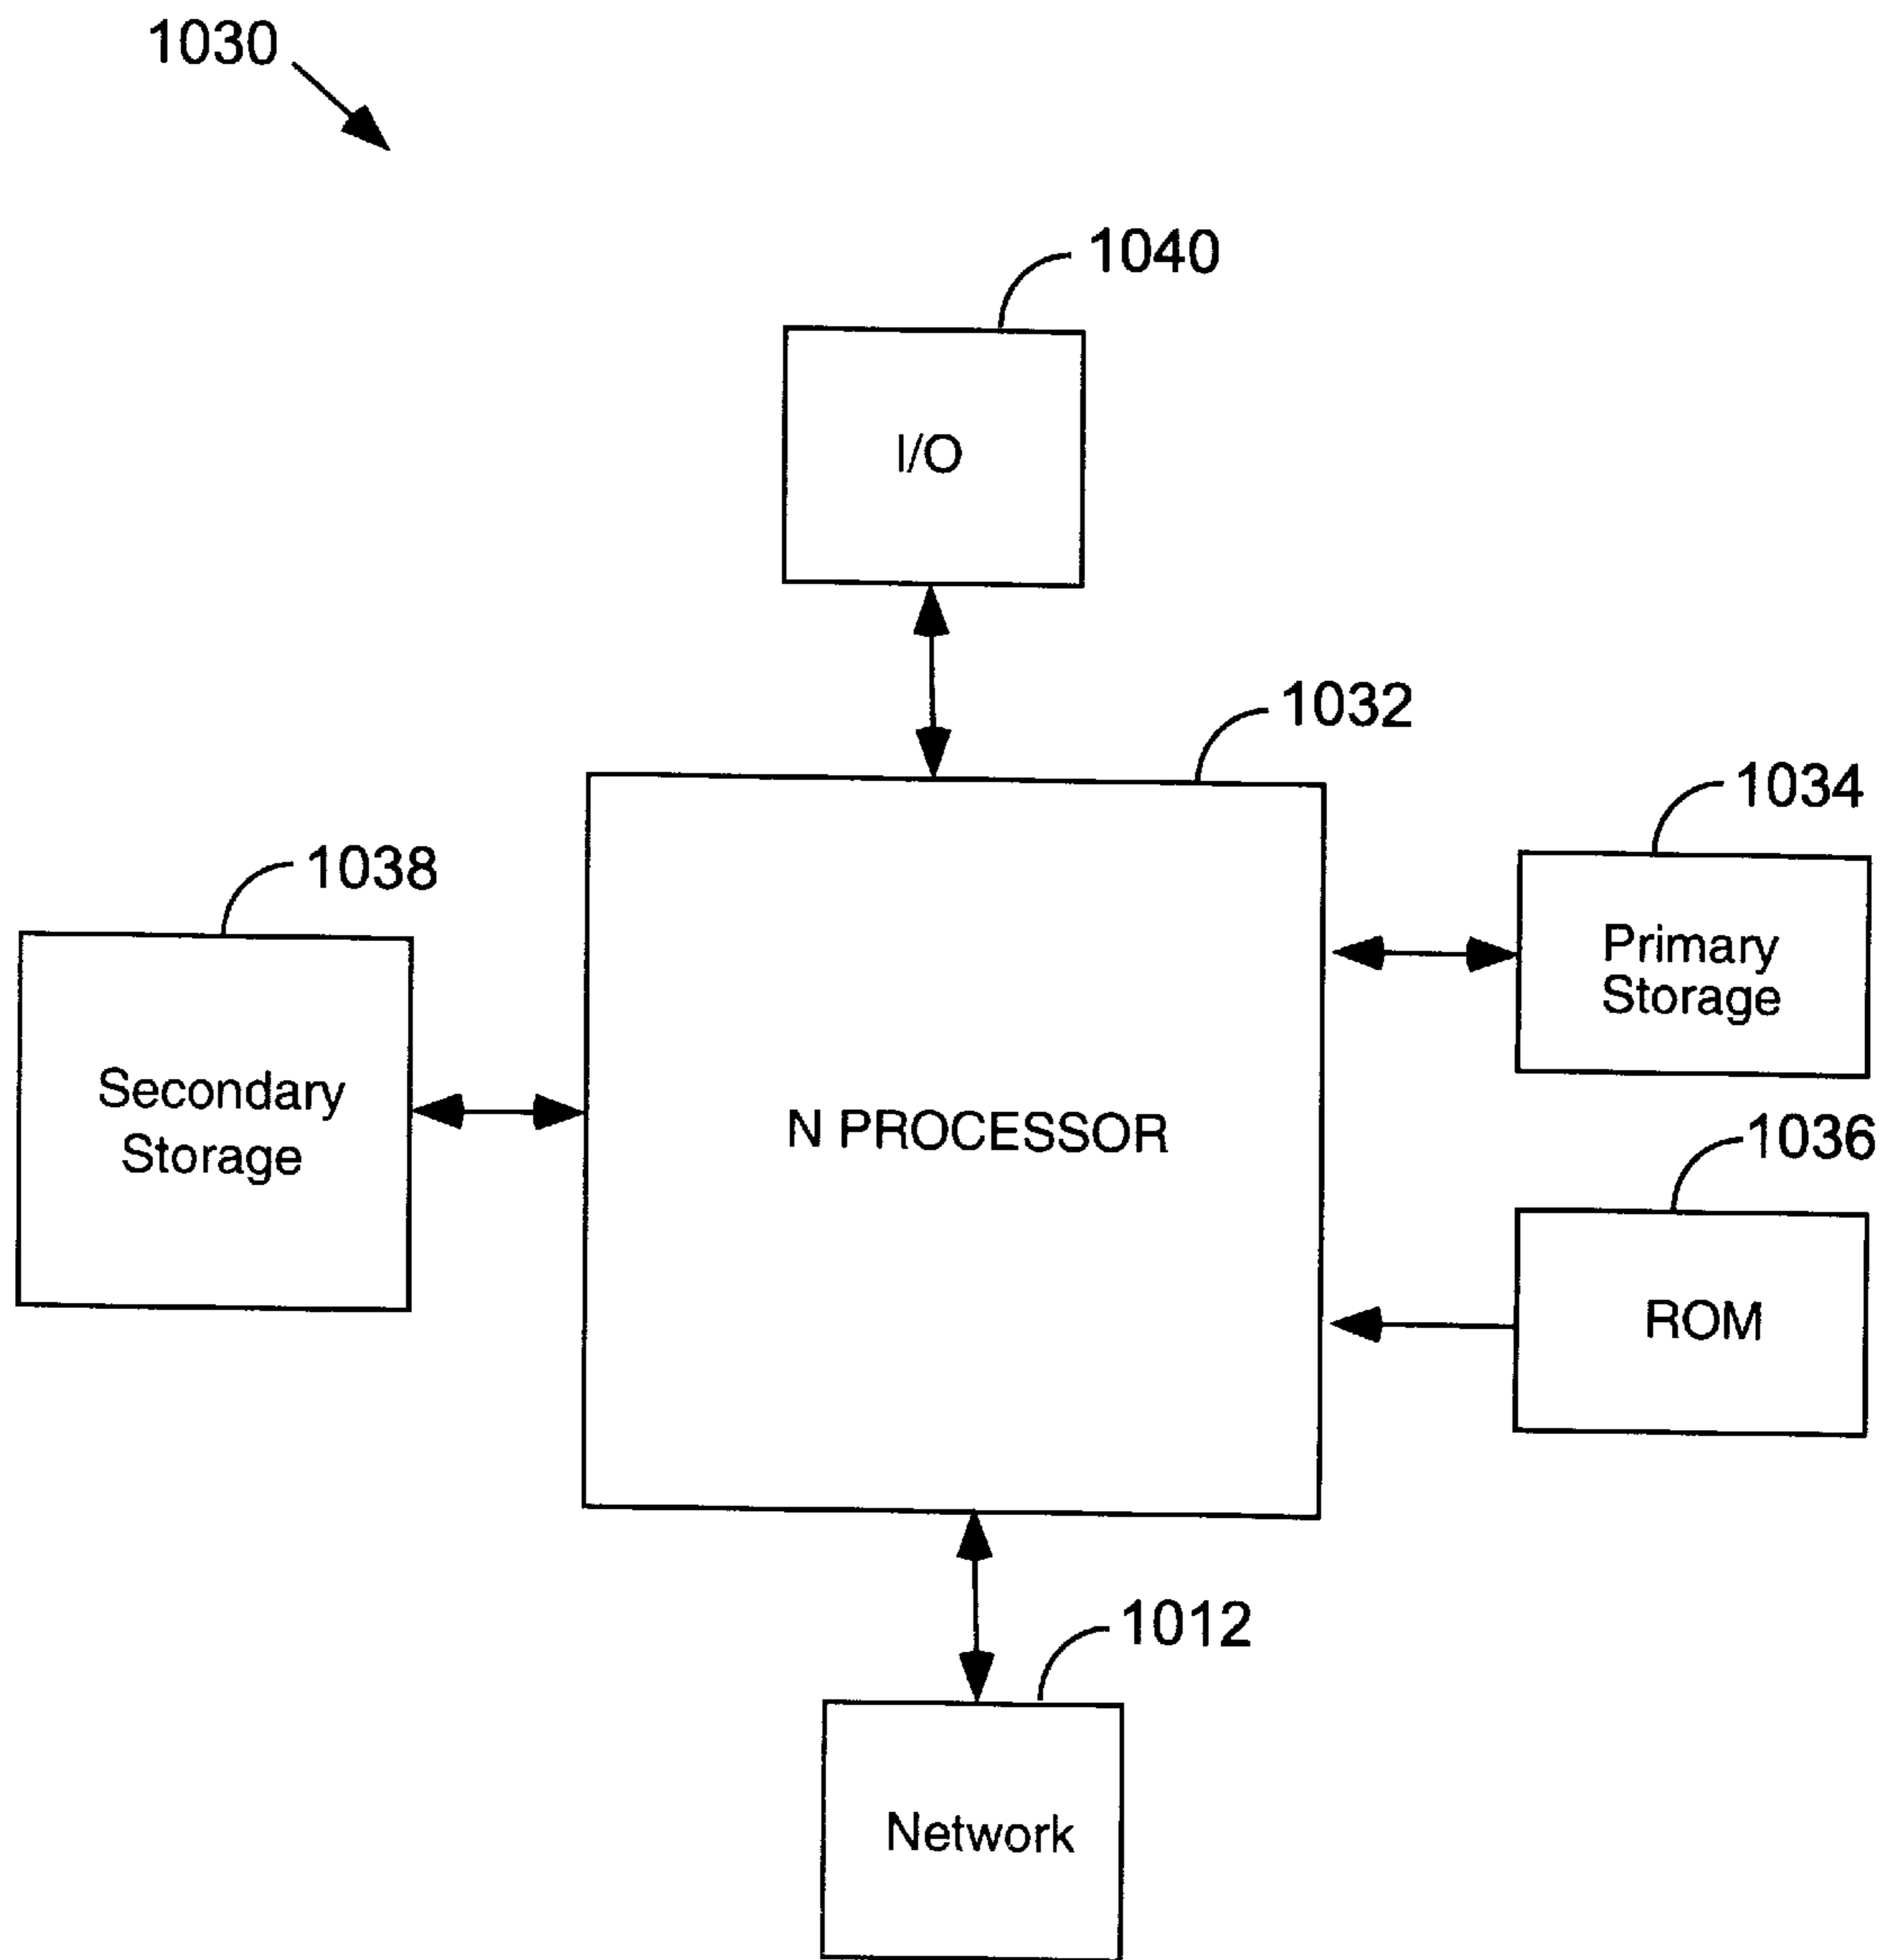 1030
1040
I/O
1032
1034
1038
Primary
Storage
Secondary
Storage
N PROCESSOR
1036
ROM
1012
Network